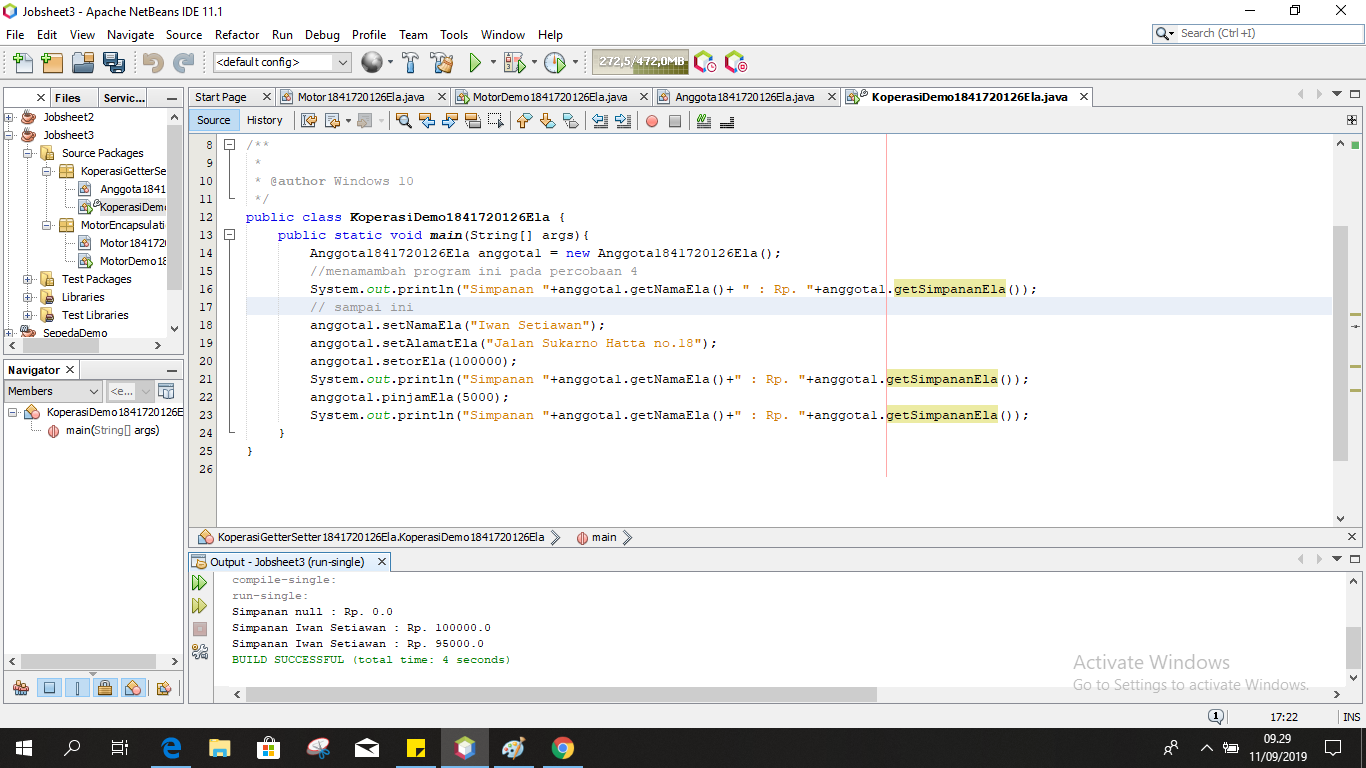 Jobsheet3 - Apache NetBeans IDE 11.1
File Edit View Navigate Source Refactor Run Debug Profile Team Tools Window Help
Search (Ctrl+I)
<default config>
272,5/472,0MB
Files Servic...
Start Page Motor1841720126Ela.java MotorDemo1841720126Ela.java Anggota1841720126Ela.java KoperasiDemo1841720126Ela.java
Jobsheet2
Jobsheet3
Source Packages
KoperasiGetterSe
Anggota1841
KoperasiDem
MotorEncapsulati
Motor184172
MotorDemo18
Test Packages
Libraries
Test Libraries
SepedaDemo
Navigator
Members
<e...
KoperasiDemo1841720126E
main(String[] args)
Source History
8 /**
9 *
10 * @author Windows 10
11 */
12 public class KoperasiDemo1841720126Ela {
13 public static void main(String[] args){
14 Anggota1841720126Ela anggota1 = new Anggota1841720126Ela();
15 //menamambah program ini pada percobaan 4
16 System.out.println("Simpanan "+anggota1.getNamaEla()+ " : Rp. "+anggota1.getSimpananEla());
17 // sampai ini
18 anggota1.setNamaEla("Iwan Setiawan");
19 anggota1.setAlamatEla("Jalan Sukarno Hatta no.18");
20 anggota1.setorEla(100000);
21 System.out.println("Simpanan "+anggota1.getNamaEla()+" : Rp. "+anggota1.getSimpananEla());
22 anggota1.pinjamEla(5000);
23 System.out.println("Simpanan "+anggota1.getNamaEla()+" : Rp. "+anggota1.getSimpananEla());
24 }
25 }
26
KoperasiGetterSetter1841720126Ela.KoperasiDemo1841720126Ela main
Output - Jobsheet3 (run-single)
compile-single:
run-single:
Simpanan null : Rp. 0.0
Simpanan Iwan Setiawan : Rp. 100000.0
Simpanan Iwan Setiawan : Rp. 95000.0
BUILD SUCCESSFUL (total time: 4 seconds)
Activate Windows
Go to Settings to activate Windows.
1 17:22 INS
09.29
11/09/2019